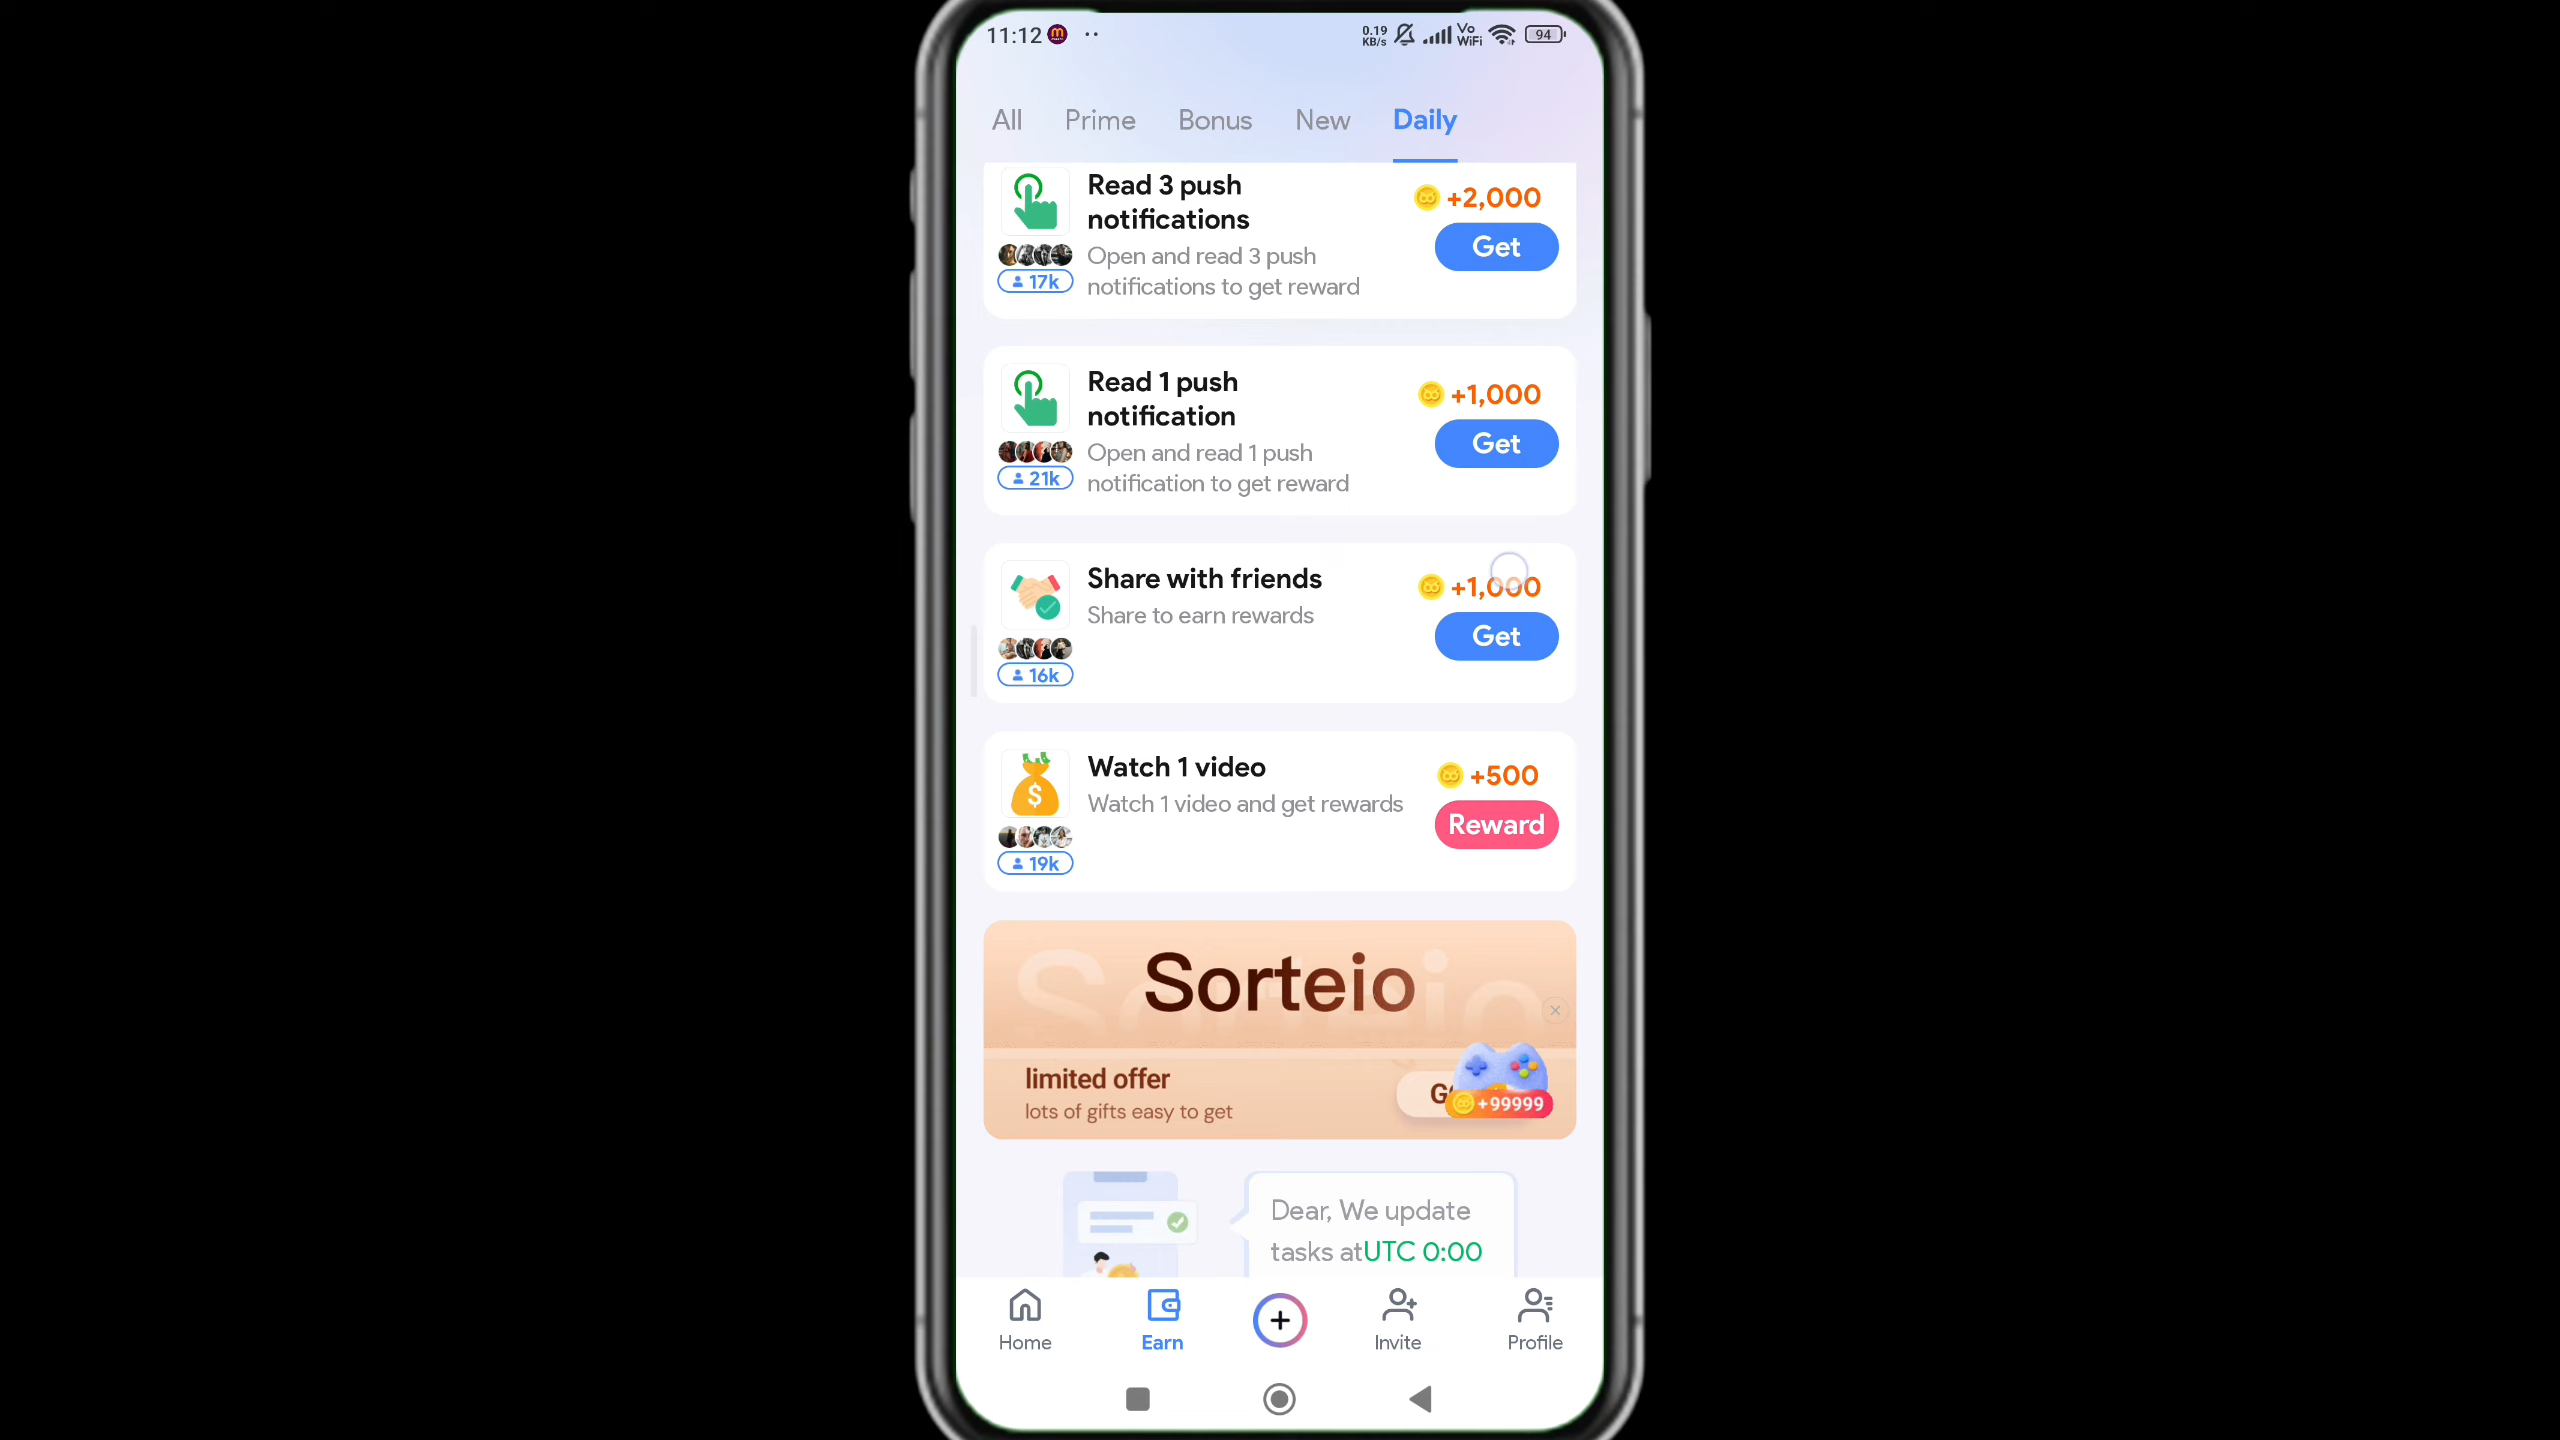 11:12
0.19 KB/s
Vo WiFi
94
All Prime Bonus New Daily
Read 3 push
notifications
Open and read 3 push
notifications to get reward
+2,000
Get
17k
Read 1 push
notification
Open and read 1 push
notification to get reward
+1,000
Get
21k
Share with friends
Share to earn rewards
+1,000
Get
16k
Watch 1 video
Watch 1 video and get rewards
+500
Reward
19k
Sorteio
limited offer
lots of gifts easy to get
+99999
Dear, We update
tasks atUTC 0:00
Home Earn Invite Profile